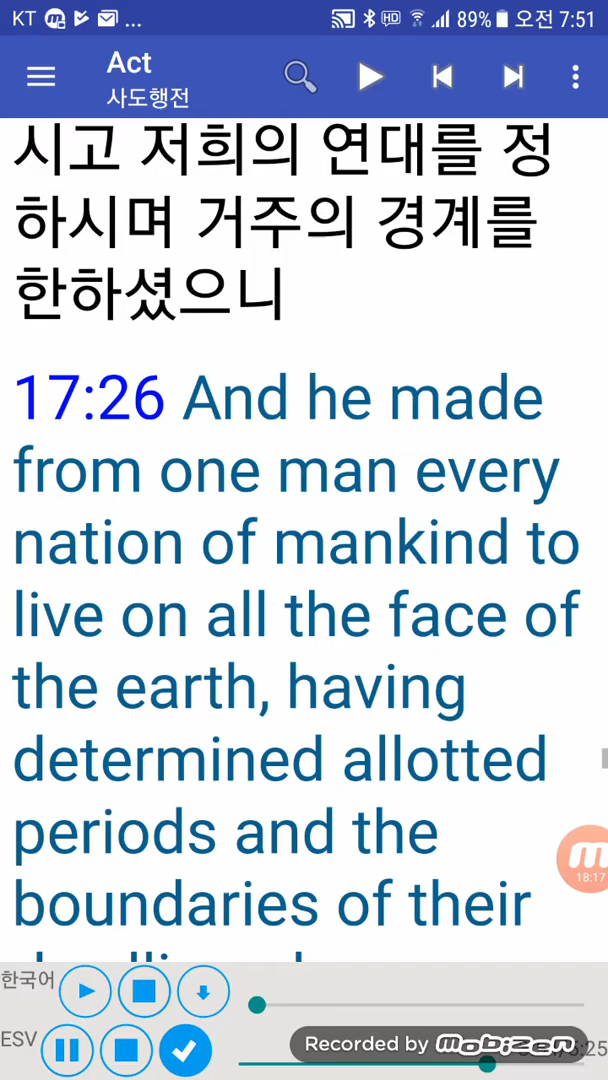 KT ... HD 89% 오전 7:51
Act
사도행전
시고 저희의 연대를 정
하시며 거주의 경계를
한하셨으니
17:26 And he made
from one man every
nation of mankind to
live on all the face of
the earth, having
determined allotted
periods and the
boundaries of their
18:17
한국어
ESV
Recorded by mobizen